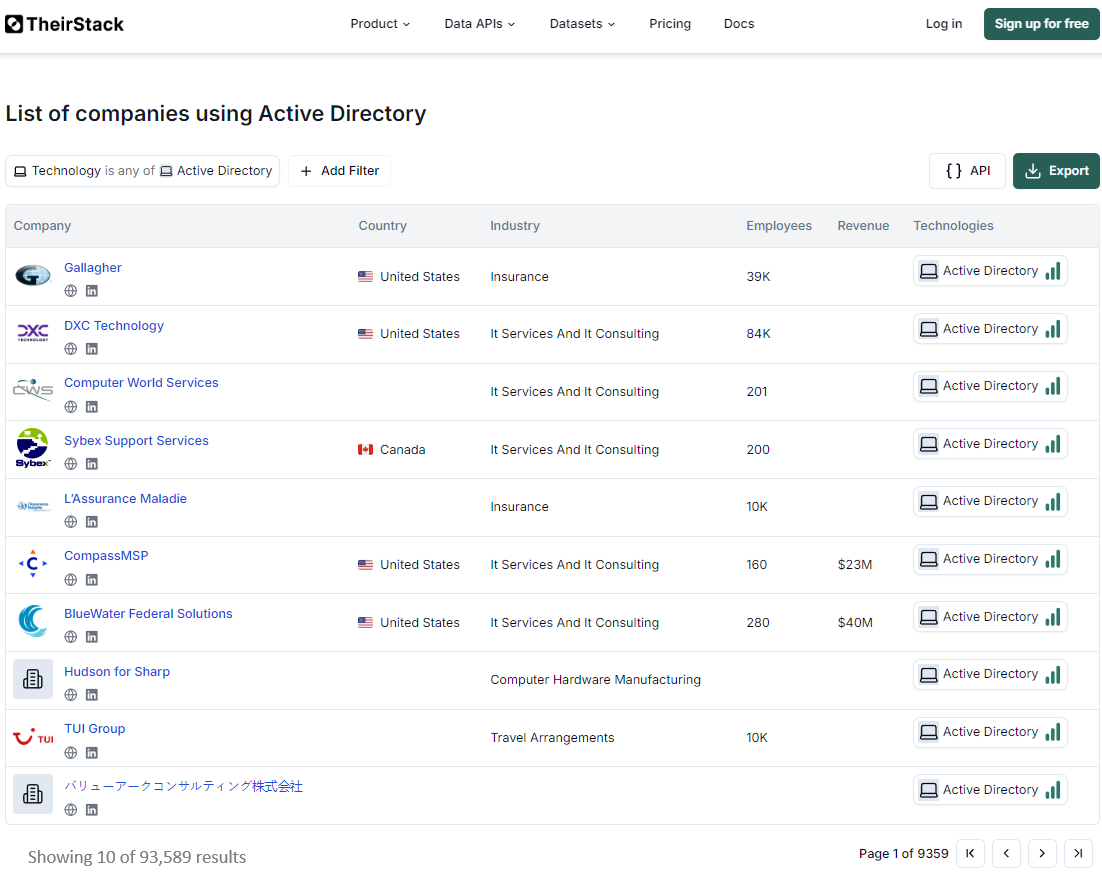 TheirStack
Product Data APIs Datasets Pricing Docs Log in Sign up for free
List of companies using Active Directory
Technology is any of Active Directory Add Filter {} API Export
Company Country Industry Employees Revenue Technologies
Gallagher United States Insurance 39K Active Directory
DXC TECHNOLOGY DXC Technology United States It Services And It Consulting 84K Active Directory
CWS Computer World Services It Services And It Consulting 201 Active Directory
Sybex Sybex Support Services Canada It Services And It Consulting 200 Active Directory
l'Assurance Maladie L'Assurance Maladie Insurance 10K Active Directory
C CompassMSP United States It Services And It Consulting 160 $23M Active Directory
BlueWater Federal Solutions United States It Services And It Consulting 280 $40M Active Directory
Hudson for Sharp Computer Hardware Manufacturing Active Directory
TUI TUI Group Travel Arrangements 10K Active Directory
バリューアークコンサルティング株式会社 Active Directory
Showing 10 of 93,589 results Page 1 of 9359